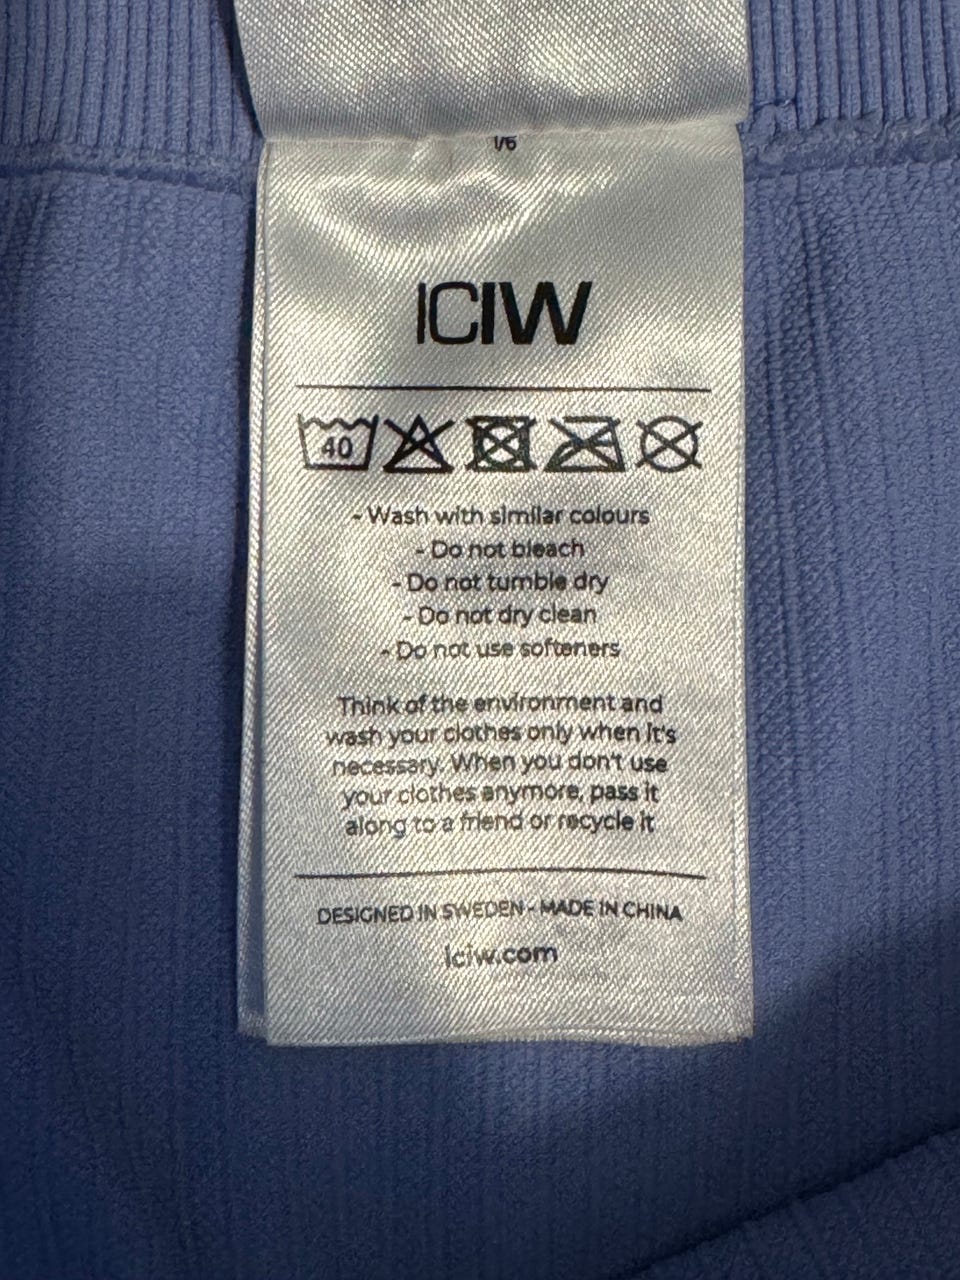 1/6
ICIW
40
- Wash with similar colours
- Do not bleach
- Do not tumble dry
- Do not dry clean
- Do not use softeners
Think of the environment and
wash your clothes only when it's
necessary. When you don't use
your clothes anymore, pass it
along to a friend or recycle it
DESIGNED IN SWEDEN - MADE IN CHINA
iciw.com